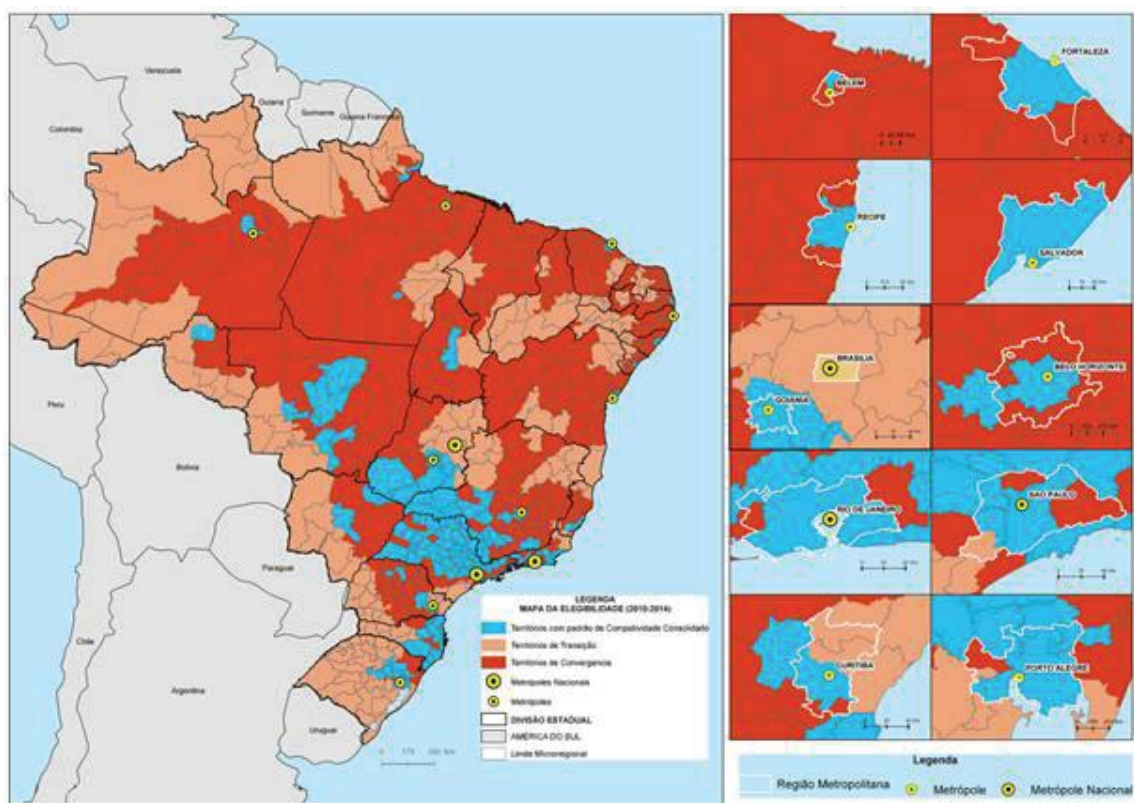 Venezuela
Guiana
Suriname
Guiana Francesa
Colombia
Peru
Bolivia
Paraguai
Chile
Argentina
Uruguai
LEGENDA
MAPA DA ELEGIBILIDADE (2010-2014)
Territórios com padrão de Compatividade Consolidado
Territórios de Transição
Territórios de Convergencia
Metrópoles Nacionais
Metrópoles
DIVISÃO ESTADUAL
AMÉRICA DO SUL
Limite Microregional
BELEM
FORTALEZA
RECIFE
SALVADOR
BRASILIA
GOIANIA
BELO HORIZONTE
RIO DE JANEIRO
SAO PAULO
CURITIBA
PORTO ALEGRE
Legenda
Região Metropolitana
Metrópole
Metrópole Nacional